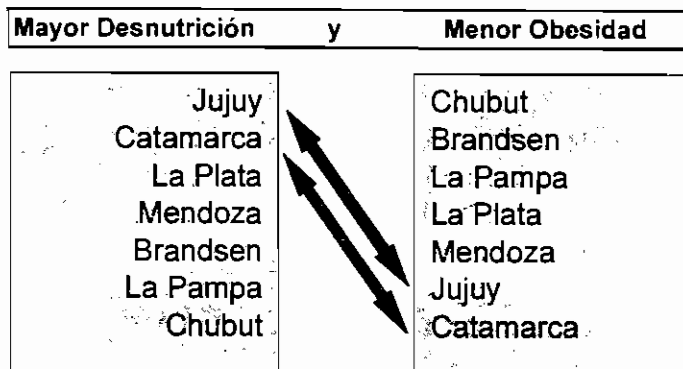 Mayor Desnutrición y Menor Obesidad
Jujuy
Catamarca
La Plata
Mendoza
Brandsen
La Pampa
Chubut
Chubut
Brandsen
La Pampa
La Plata
Mendoza
Jujuy
Catamarca